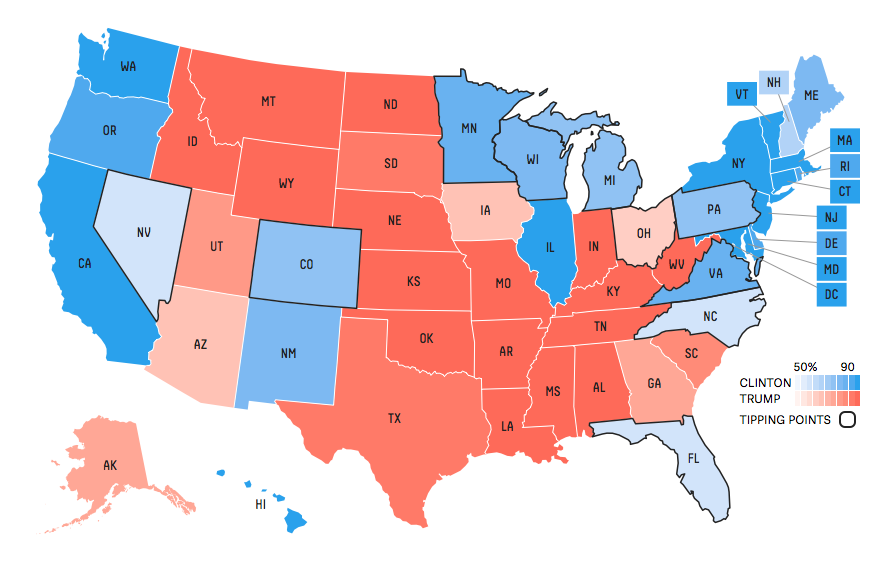 WA
MT
ND
MN
VT
NH
ME
OR
ID
SD
WI
MI
NY
MA
RI
CT
WY
NE
IA
PA
NJ
NV
UT
CO
IL
IN
OH
DE
CA
KS
MO
WV
VA
MD
KY
DC
AZ
NM
OK
AR
TN
NC
SC
TX
LA
MS
AL
GA
50% 90
CLINTON
TRUMP
TIPPING POINTS
AK
HI
FL